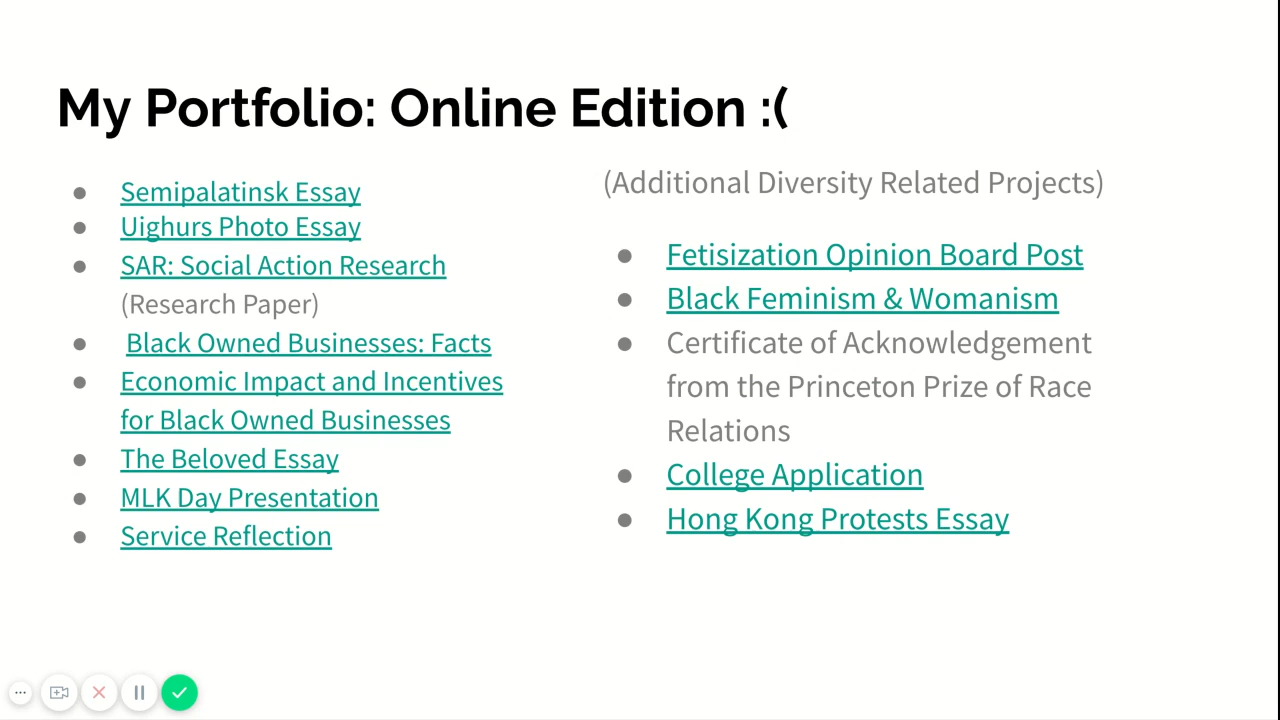 My Portfolio: Online Edition :(
Semipalatinsk Essay
Uighurs Photo Essay
SAR: Social Action Research
(Research Paper)
Black Owned Businesses: Facts
Economic Impact and Incentives
for Black Owned Businesses
The Beloved Essay
MLK Day Presentation
Service Reflection
(Additional Diversity Related Projects)
Fetisization Opinion Board Post
Black Feminism & Womanism
Certificate of Acknowledgement
from the Princeton Prize of Race
Relations
College Application
Hong Kong Protests Essay